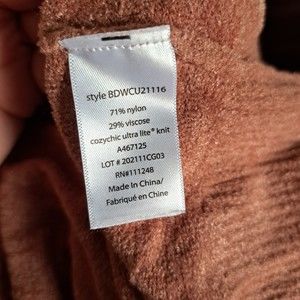 style BDWCU21116
71% nylon
29% viscose
cozychic ultra lite® knit
A467125
LOT # 202111CG03
RN#111248
Made In China/
Fabriqué en Chine